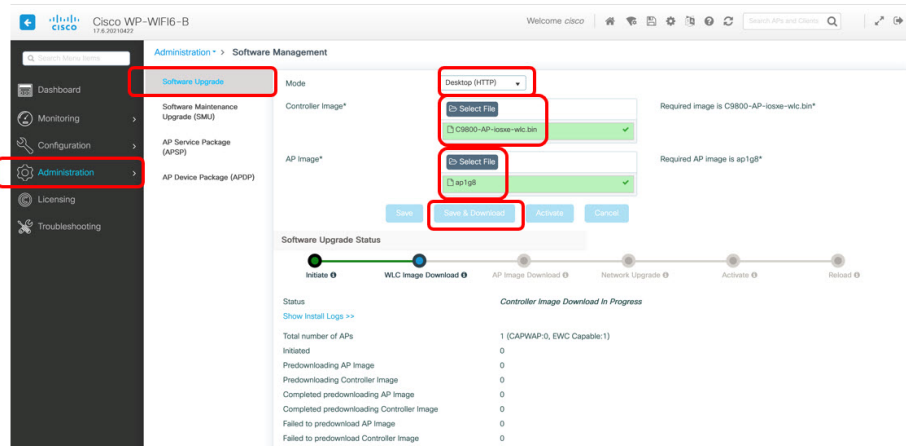 cisco
Cisco WP-WIFI6-B
17.6.20210422
Welcome cisco
Search APs and Clients
Search Menu Items
Dashboard
Monitoring
Configuration
Administration
Licensing
Troubleshooting
Administration > Software Management
Software Upgrade
Software Maintenance
Upgrade (SMU)
AP Service Package
(APSP)
AP Device Package (APDP)
Mode
Desktop (HTTP)
Controller Image*
Select File
Required image is C9800-AP-iosxe-wlc.bin*
C9800-AP-iosxe-wlc.bin
AP Image*
Select File
Required AP image is ap1g8*
ap1g8
Save
Save & Download
Activate
Cancel
Software Upgrade Status
Initiate
WLC Image Download
AP Image Download
Network Upgrade
Activate
Reload
Status Controller Image Download In Progress
Show Install Logs >>
Total number of APs 1 (CAPWAP:0, EWC Capable:1)
Initiated 0
Predownloading AP Image 0
Predownloading Controller Image 0
Completed predownloading AP Image 0
Completed predownloading Controller Image 0
Failed to predownload AP Image 0
Failed to predownload Controller Image 0